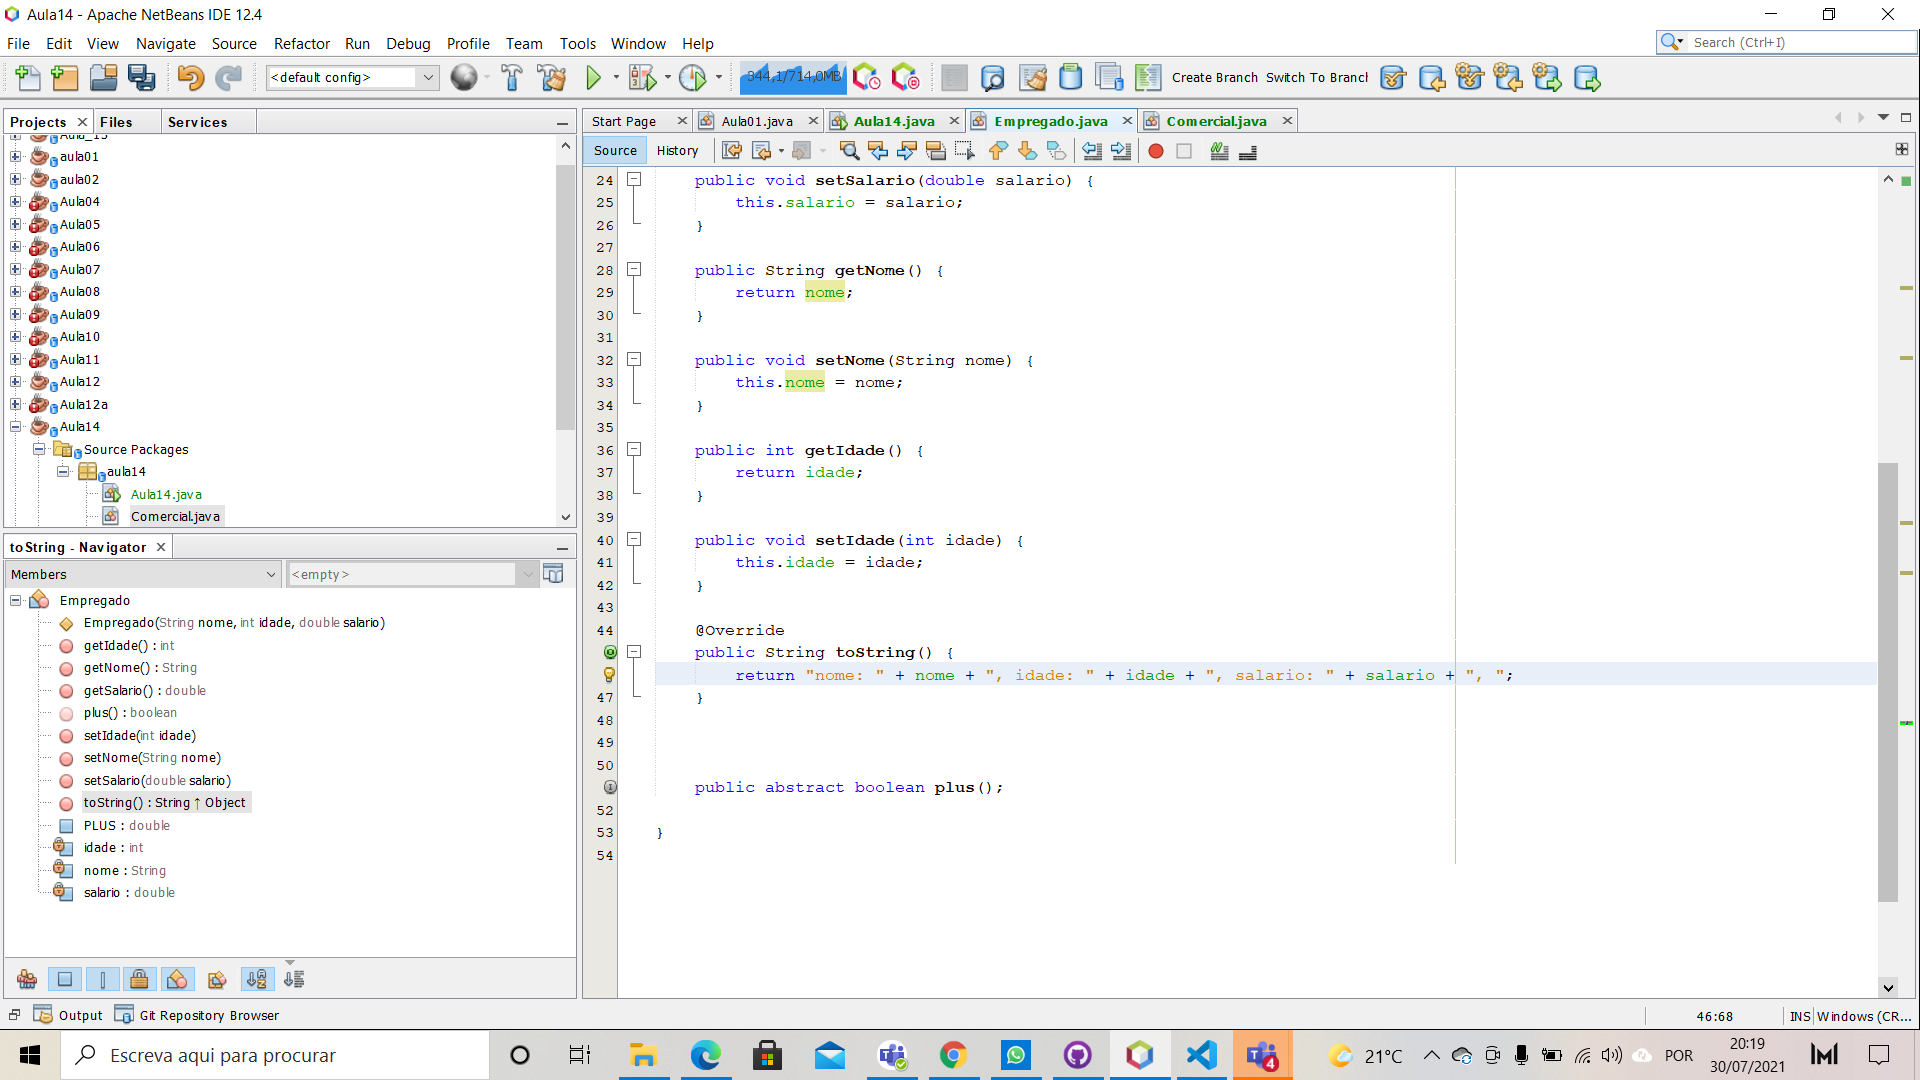 Aula14 - Apache NetBeans IDE 12.4
File Edit View Navigate Source Refactor Run Debug Profile Team Tools Window Help
Search (Ctrl+I)
<default config>
344,1/714,0MB
Create Branch Switch To Branch
Projects Files Services
Aula_13
aula01
aula02
Aula04
Aula05
Aula06
Aula07
Aula08
Aula09
Aula10
Aula11
Aula12
Aula12a
Aula14
Source Packages
aula14
Aula14.java
Comercial.java
toString - Navigator
Members <empty>
Empregado
Empregado(String nome, int idade, double salario)
getIdade() : int
getNome() : String
getSalario() : double
plus() : boolean
setIdade(int idade)
setNome(String nome)
setSalario(double salario)
toString() : String ↑ Object
PLUS : double
idade : int
nome : String
salario : double
Start Page Aula01.java Aula14.java Empregado.java Comercial.java
Source History
24 public void setSalario(double salario) {
25 this.salario = salario;
26 }
27
28 public String getNome() {
29 return nome;
30 }
31
32 public void setNome(String nome) {
33 this.nome = nome;
34 }
35
36 public int getIdade() {
37 return idade;
38 }
39
40 public void setIdade(int idade) {
41 this.idade = idade;
42 }
43
44 @Override
public String toString() {
return "nome: " + nome + ", idade: " + idade + ", salario: " + salario + ", ";
47 }
48
49
50
public abstract boolean plus();
52
53 }
54
Output Git Repository Browser
46:68 INS Windows (CR...
Escreva aqui para procurar
4
21°C
POR
20:19
30/07/2021